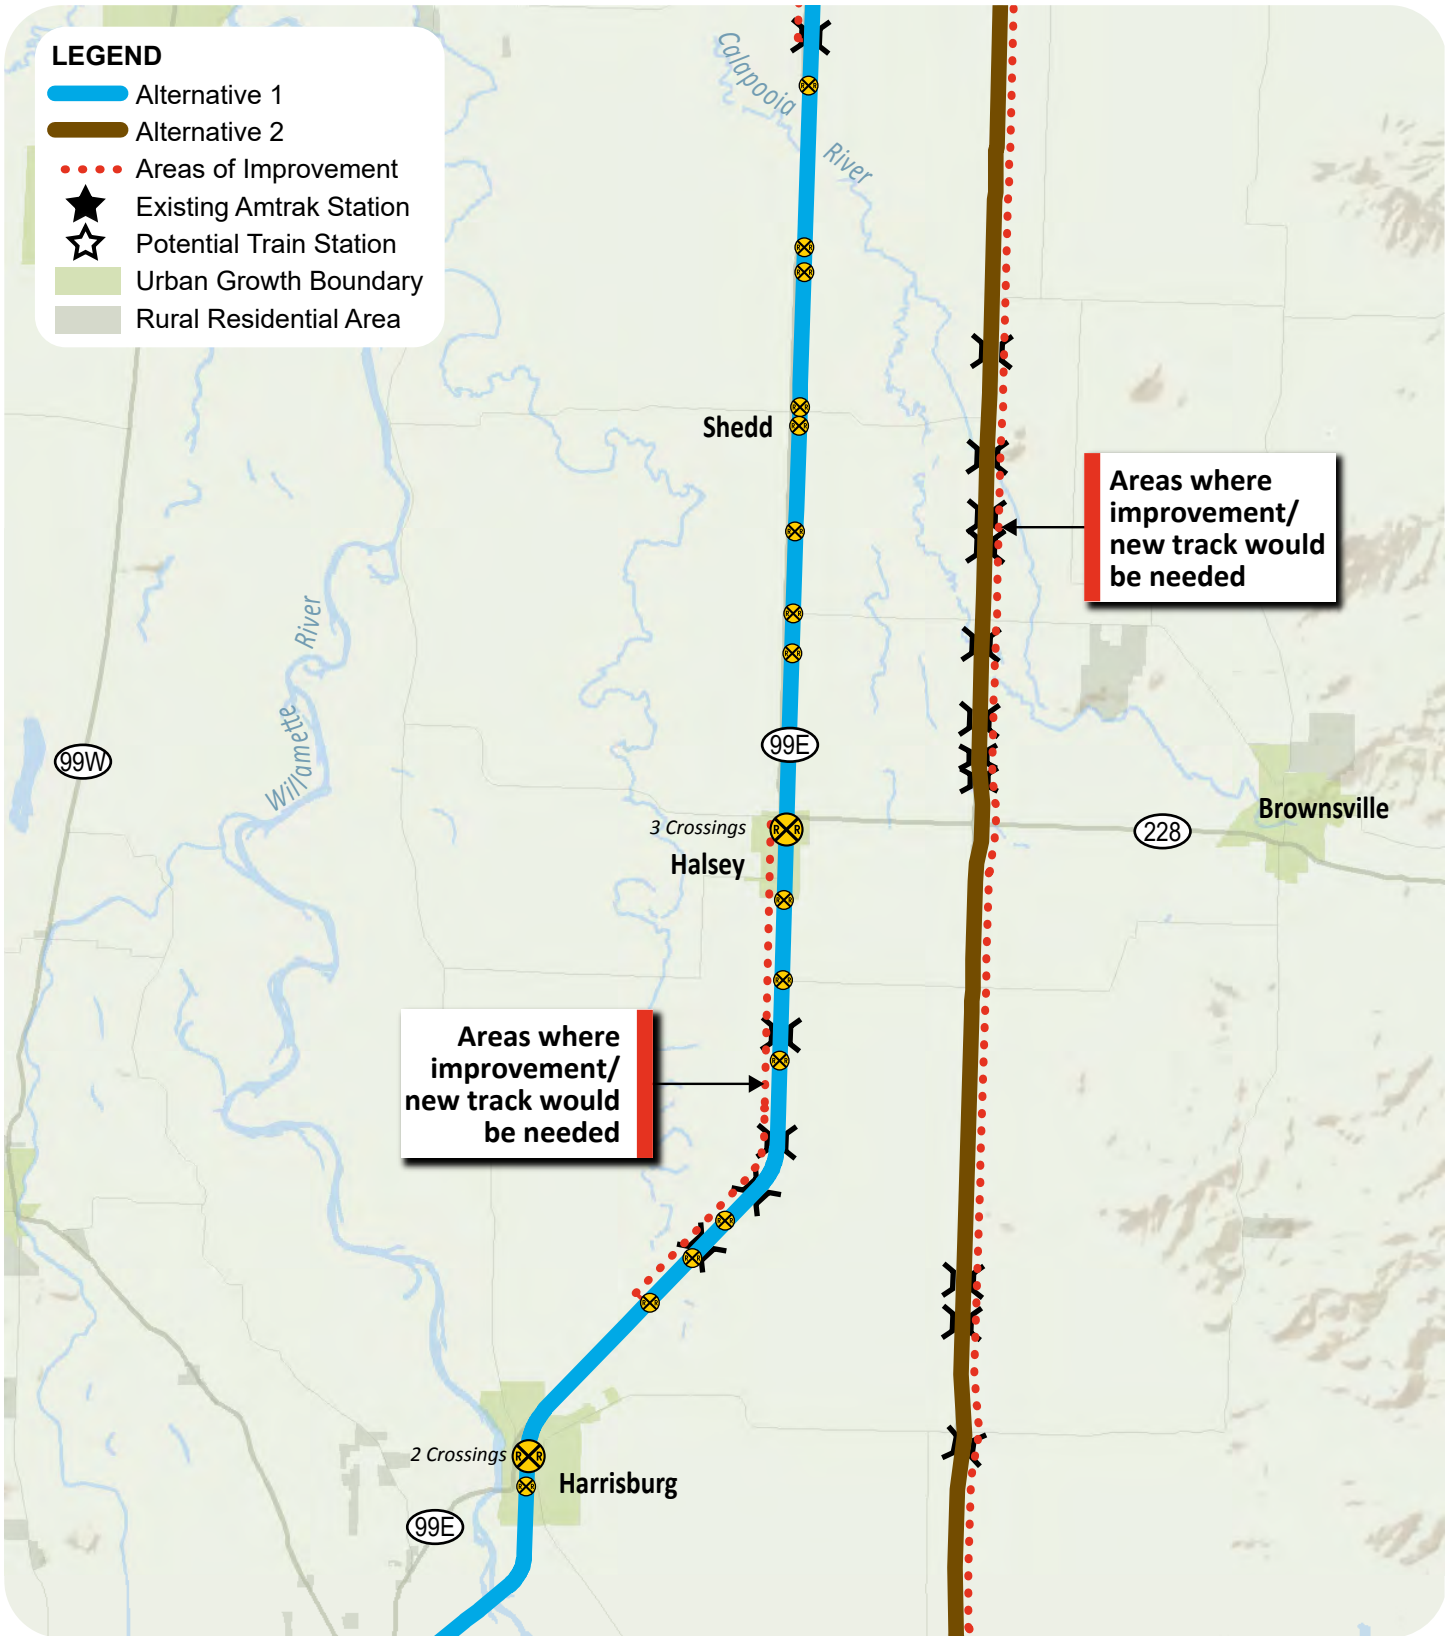 LEGEND
Alternative 1
Alternative 2
Areas of Improvement
Existing Amtrak Station
Potential Train Station
Urban Growth Boundary
Rural Residential Area
Calapooia
River
Shedd
Areas where
improvement/
new track would
be needed
Willamette
River
99W
99E
3 Crossings
R R
Halsey
228
Brownsville
Areas where
improvement/
new track would
be needed
2 Crossings
R R
Harrisburg
99E